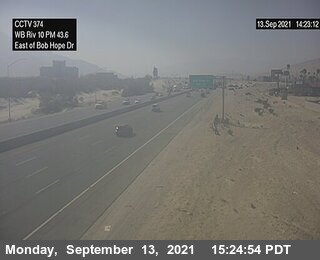 CCTV 374
WB Riv 10 PM 43.6
East of Bob Hope Dr
13.Sep 2021 14:23:12
Monday, September 13, 2021 15:24:54 PDT